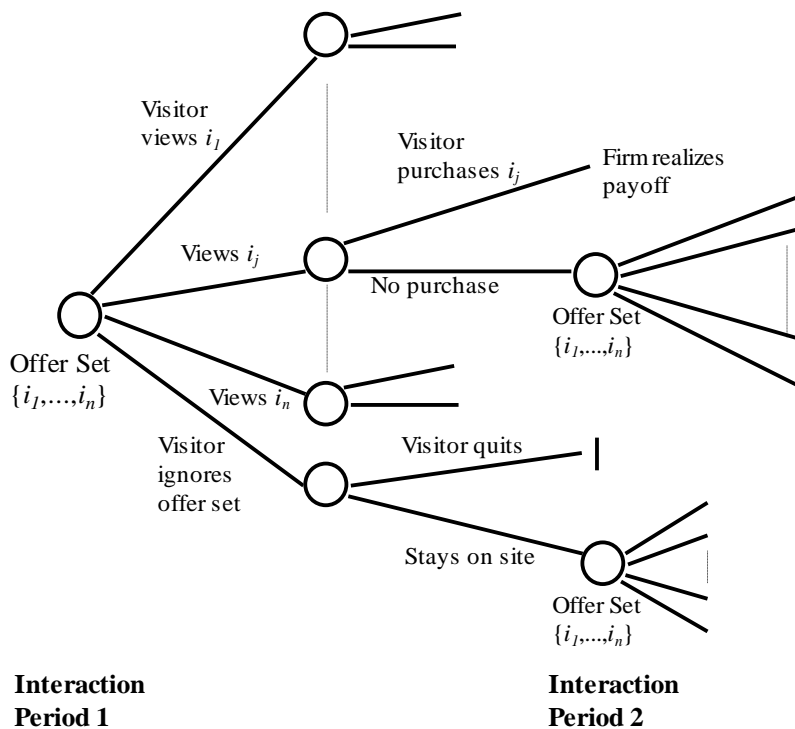 Visitor
views i₁
Visitor
purchases iⱼ
Firm realizes
payoff
Views iⱼ
No purchase
Offer Set
{i₁,...,iₙ}
Offer Set
{i₁,...,iₙ}
Views iₙ
Visitor
ignores
offer set
Visitor quits
Stays on site
Offer Set
{i₁,...,iₙ}
Interaction
Period 1
Interaction
Period 2